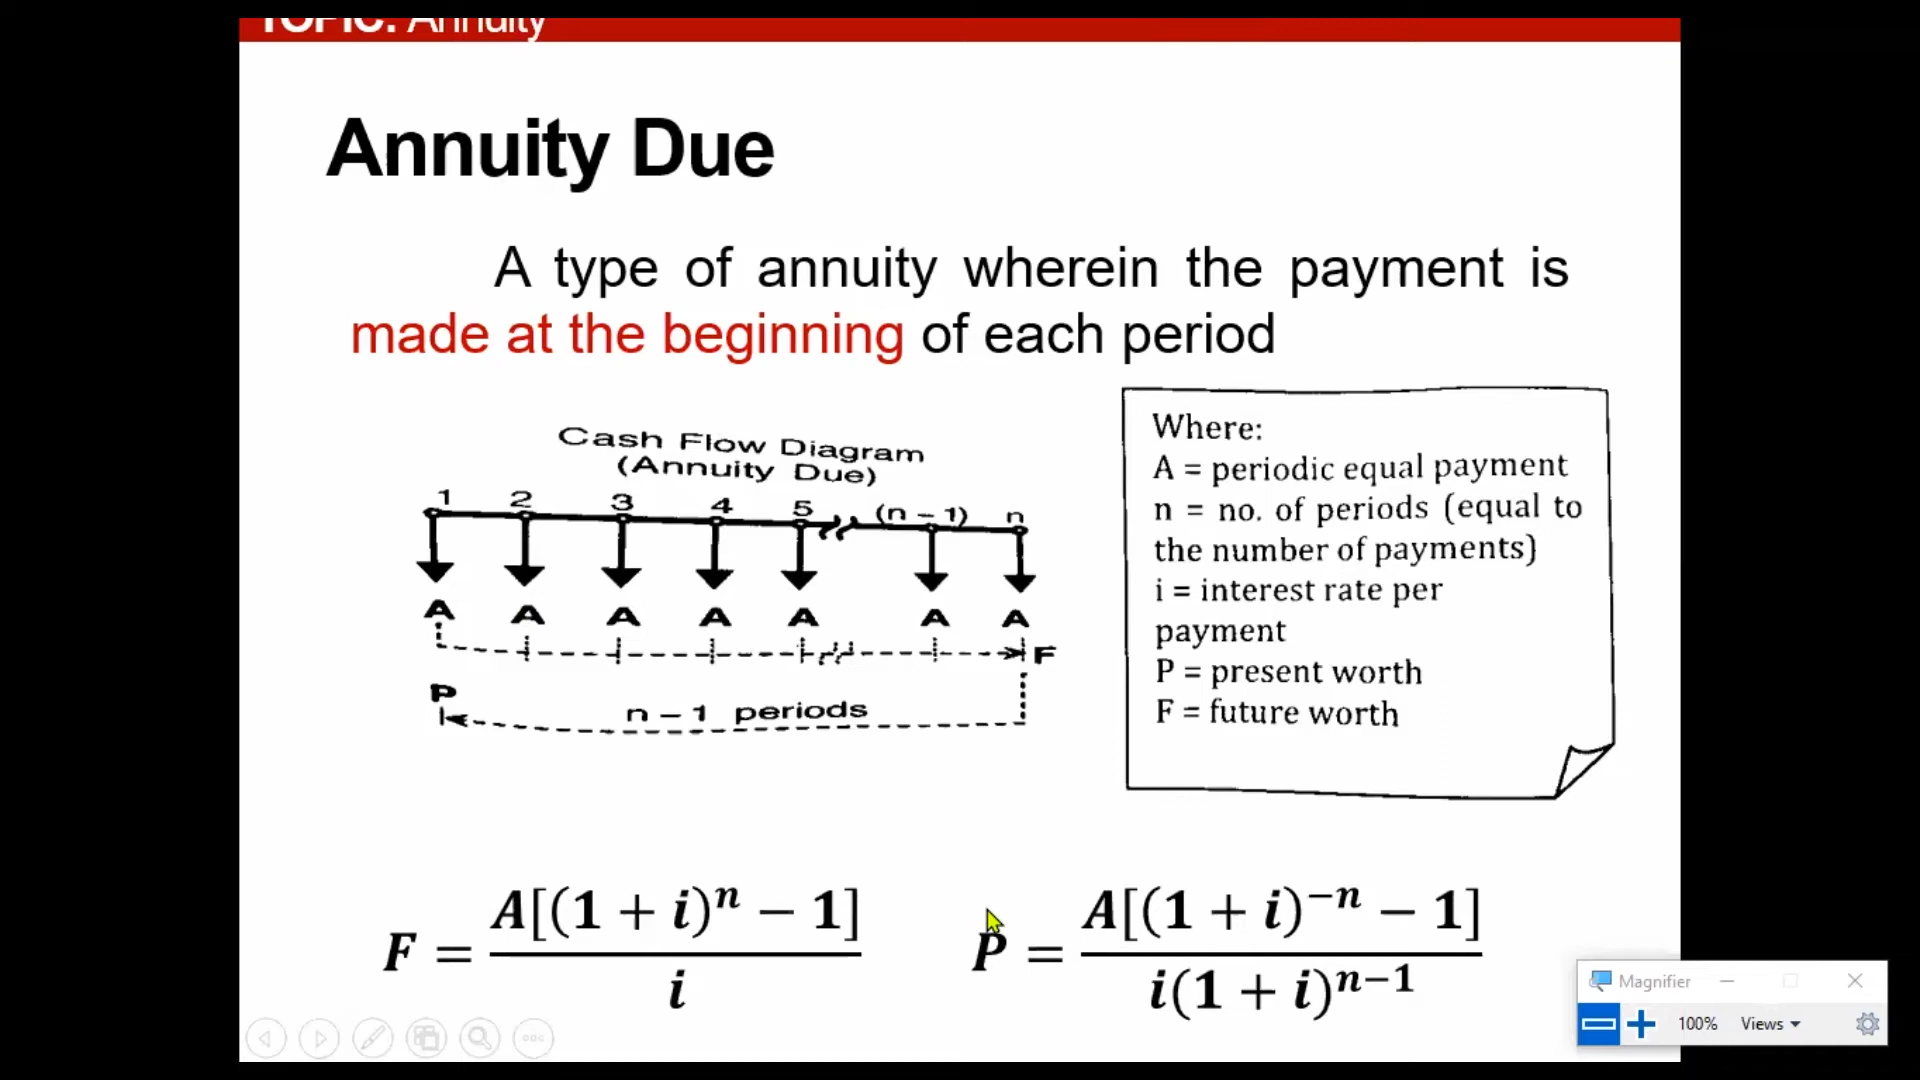 TOPIC: Annuity
Annuity Due
A type of annuity wherein the payment is
made at the beginning of each period
Cash Flow Diagram
(Annuity Due)
1 2 3 4 5 (n - 1) n
A A A A A A A
F
P
n - 1 periods
Where:
A = periodic equal payment
n = no. of periods (equal to
the number of payments)
i = interest rate per
payment
P = present worth
F = future worth
F = A[(1 + i)^n − 1] / i
P = A[(1 + i)^−n − 1] / i(1 + i)^n−1
Magnifier
100% Views